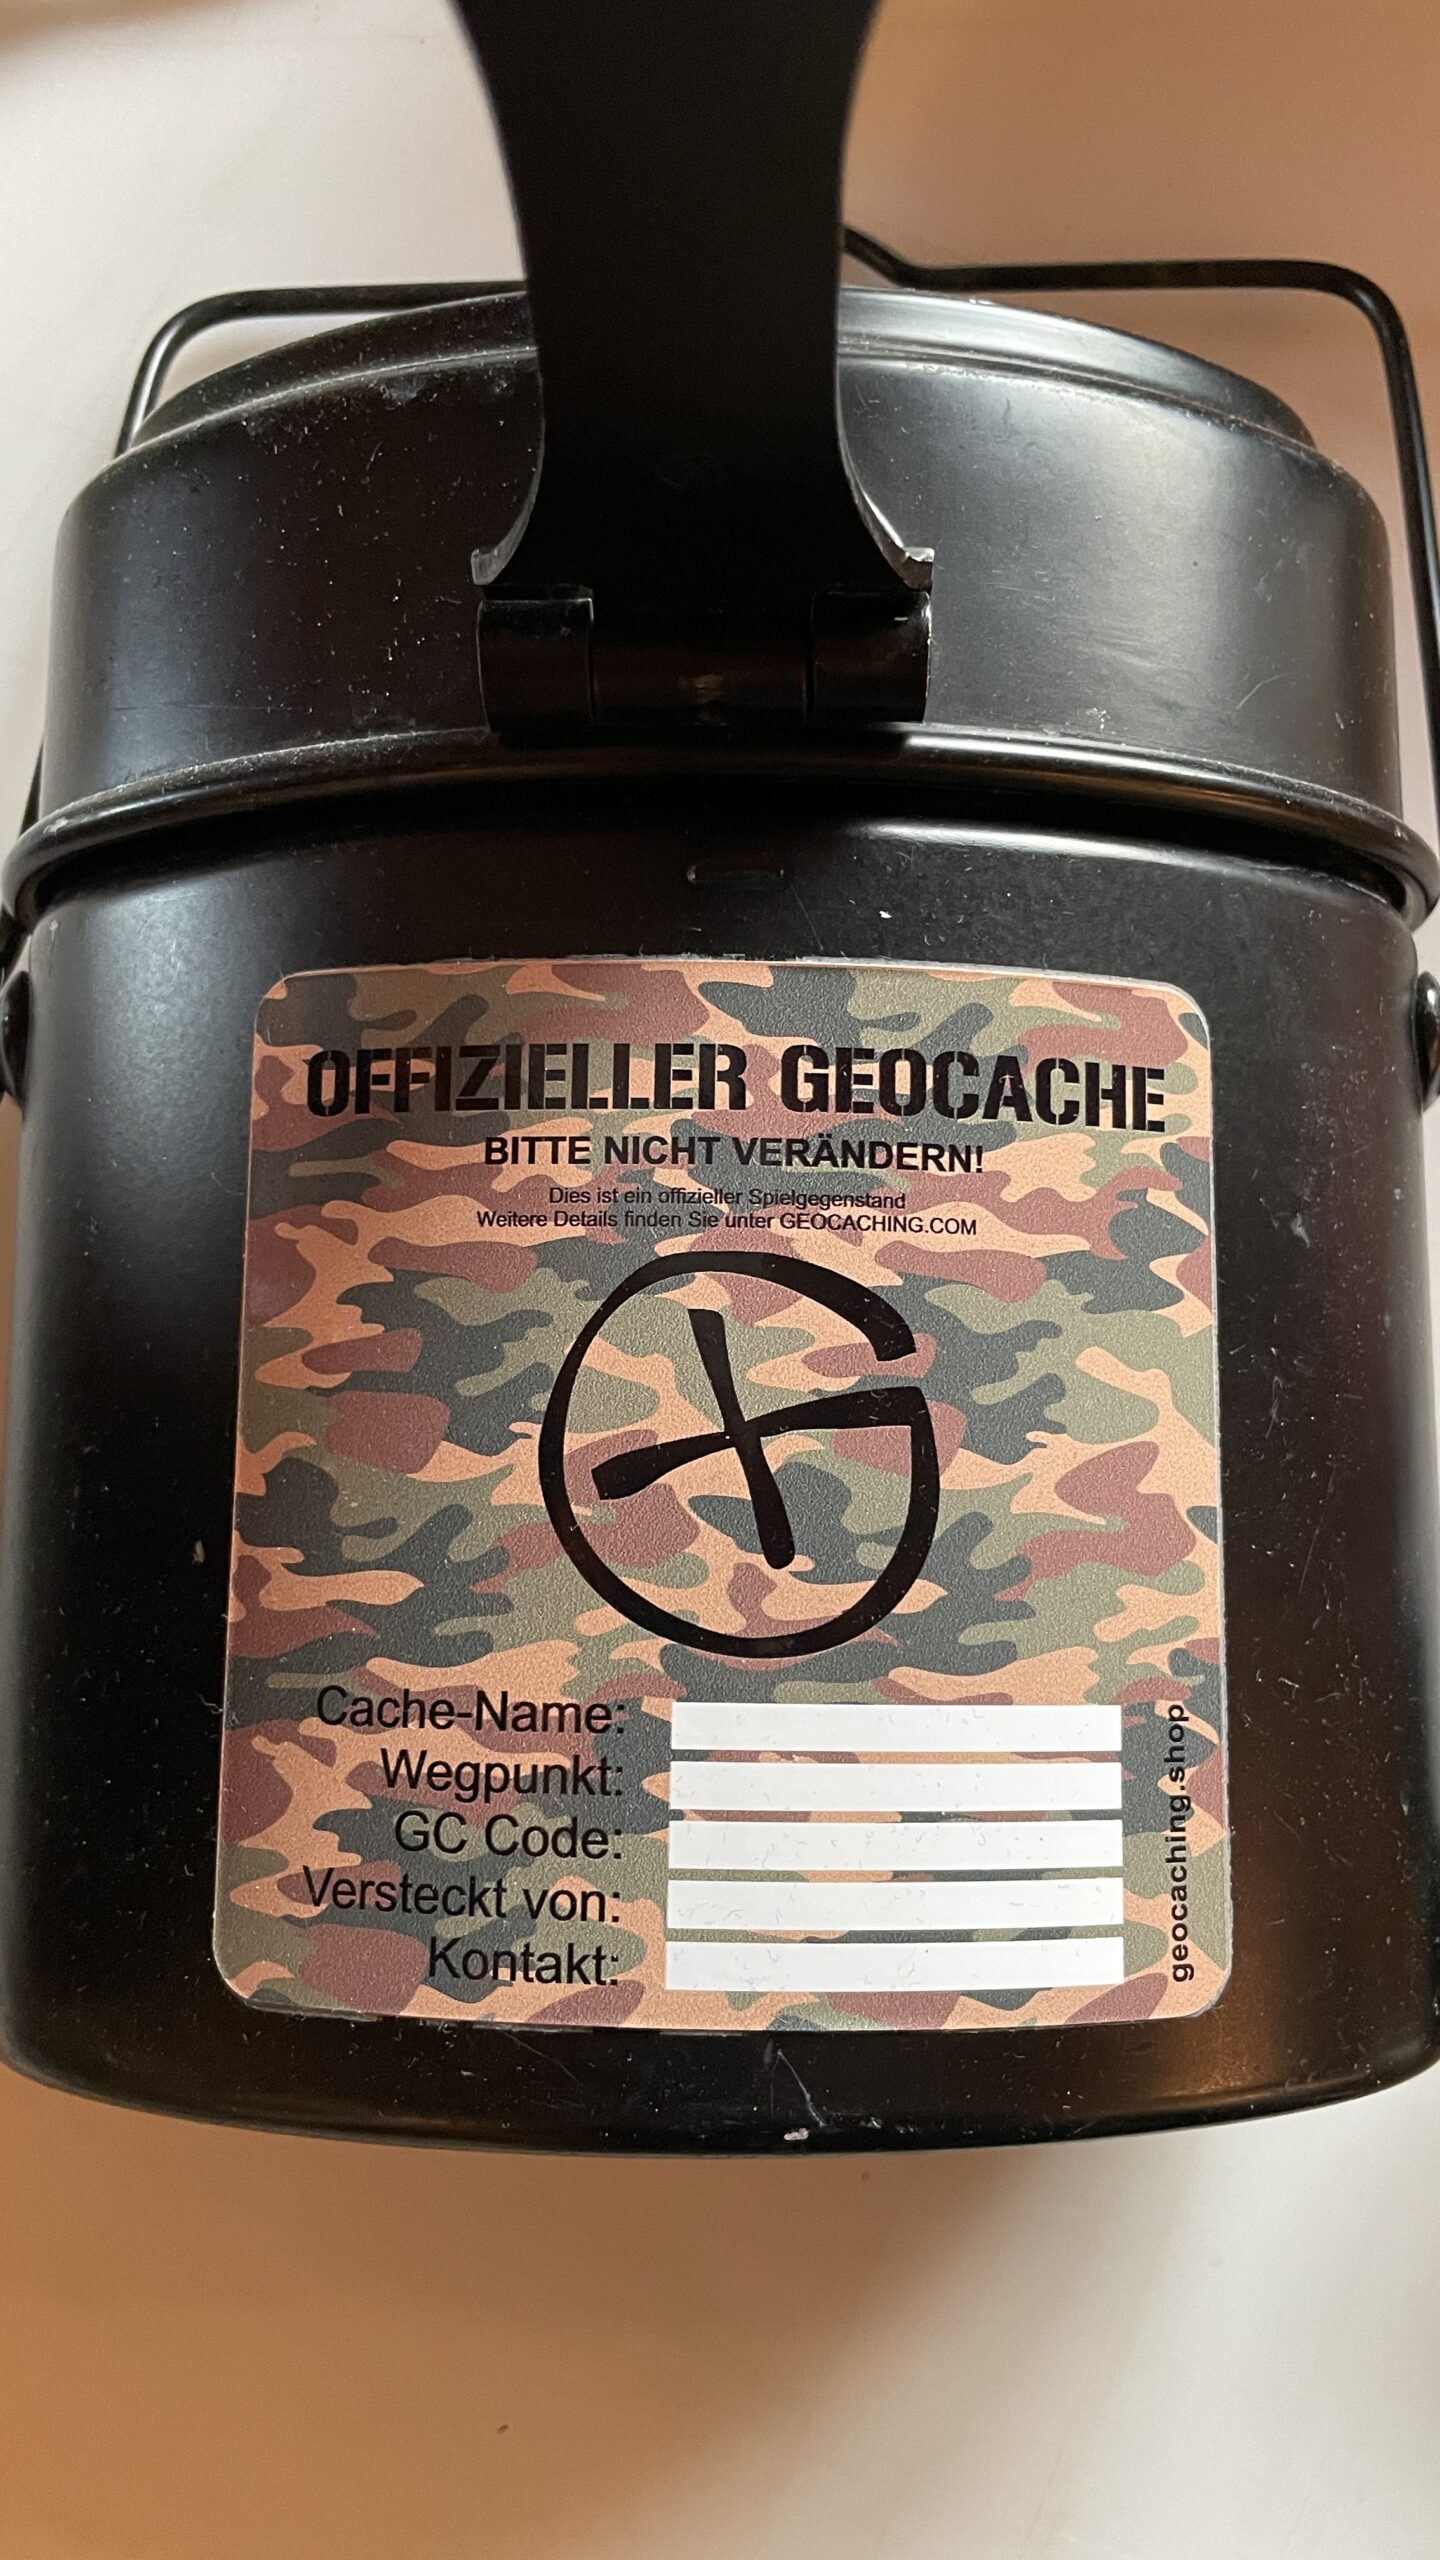 OFFIZIELLER GEOCACHE
BITTE NICHT VERÄNDERN!
Dies ist ein offizieller Spielgegenstand
Weitere Details finden Sie unter GEOCACHING.COM
Cache-Name:
Wegpunkt:
GC Code:
Versteckt von:
Kontakt:
geocaching.shop